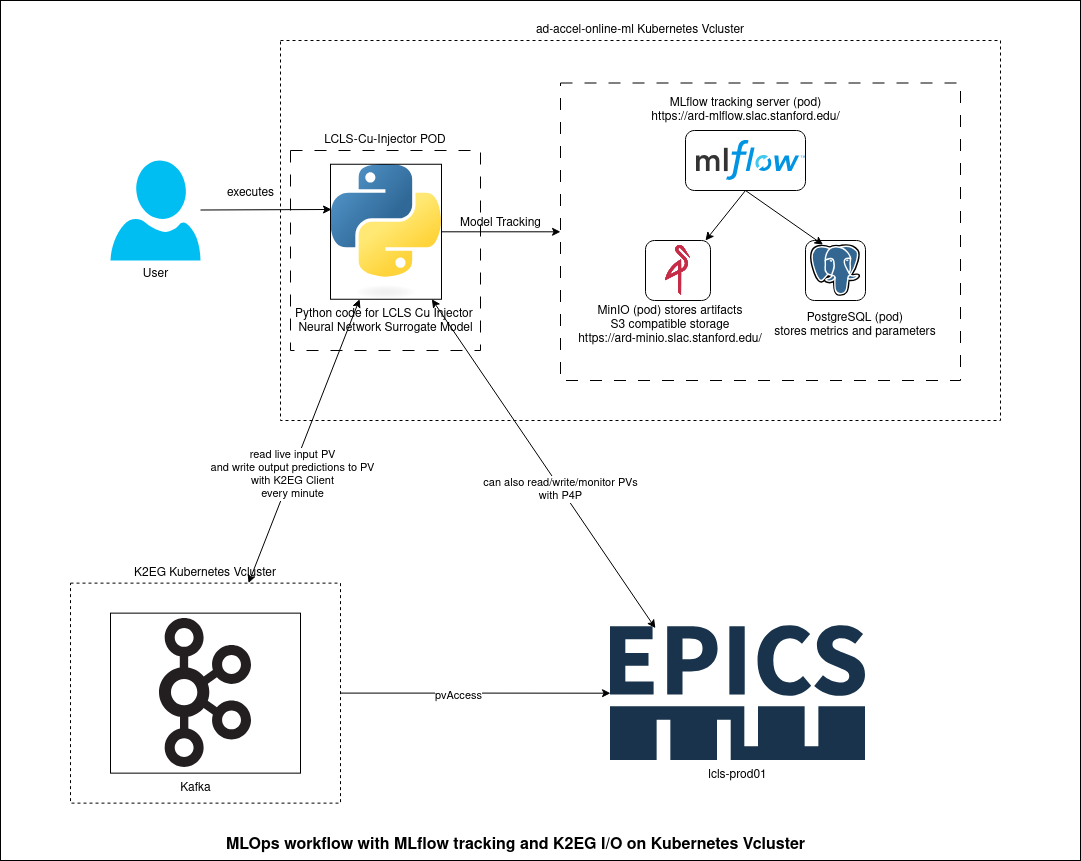 ad-accel-online-ml Kubernetes Vcluster
MLflow tracking server (pod)
https://ard-mlflow.slac.stanford.edu/
mlflow
LCLS-Cu-Injector POD
executes
Model Tracking
User
Python code for LCLS Cu Injector
Neural Network Surrogate Model
MinIO (pod) stores artifacts
S3 compatible storage
https://ard-minio.slac.stanford.edu/
PostgreSQL (pod)
stores metrics and parameters
read live input PV
and write output predictions to PV
with K2EG Client
every minute
can also read/write/monitor PVs
with P4P
K2EG Kubernetes Vcluster
Kafka
pvAccess
EPICS
lcls-prod01
MLOps workflow with MLflow tracking and K2EG I/O on Kubernetes Vcluster